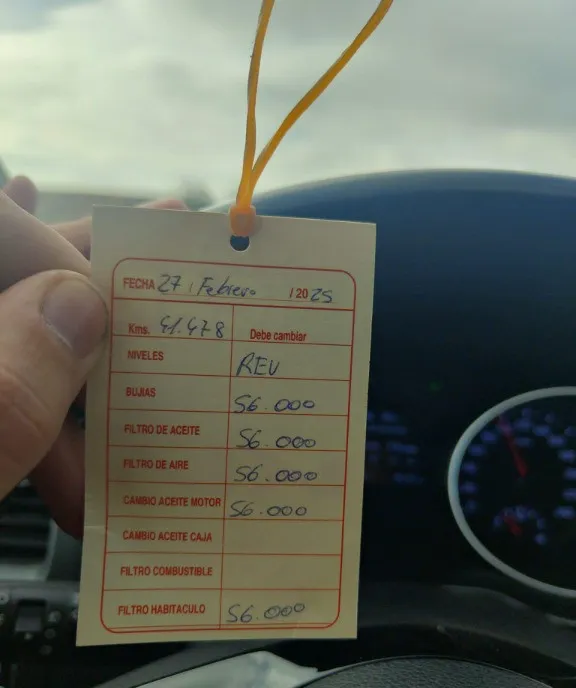 FECHA 27 / Febrero / 2025
Kms. 41.478 Debe cambiar
NIVELES REV
BUJIAS 56.000
FILTRO DE ACEITE 56.000
FILTRO DE AIRE 56.000
CAMBIO ACEITE MOTOR 56.000
CAMBIO ACEITE CAJA
FILTRO COMBUSTIBLE
FILTRO HABITACULO 56.000